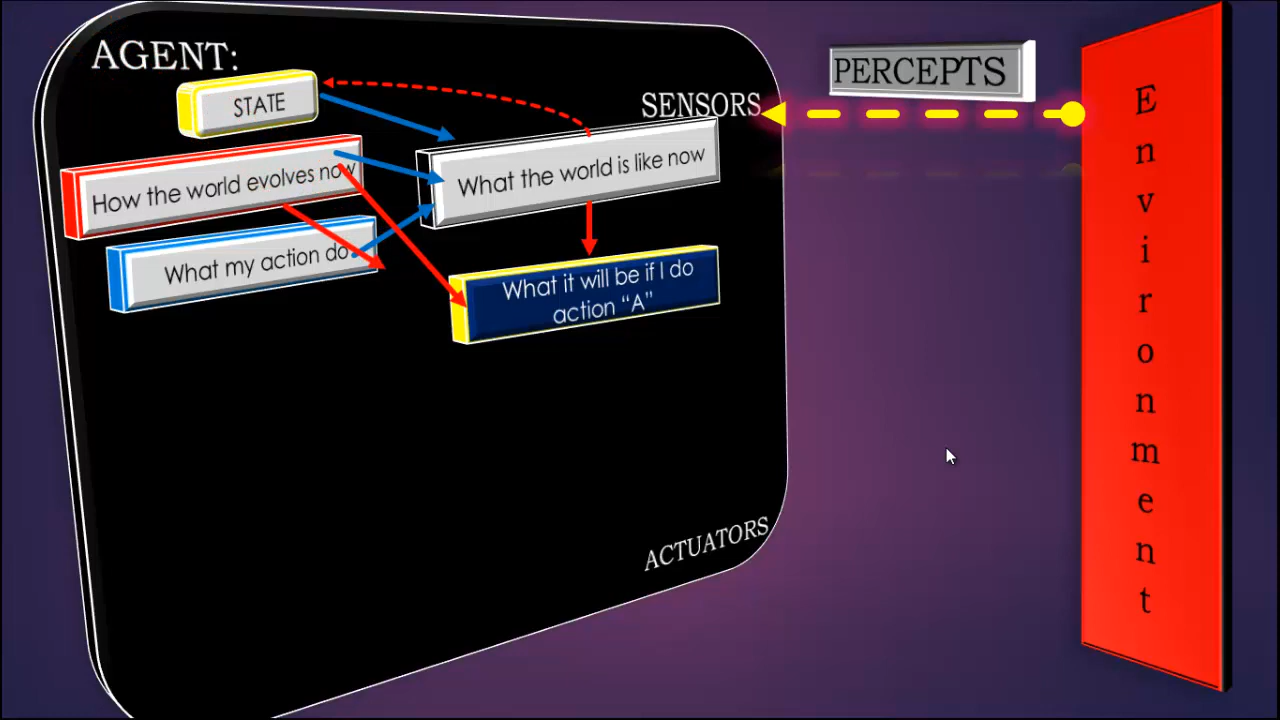 AGENT:
STATE
How the world evolves now
What my action do
SENSORS
What the world is like now
What it will be if I do
action “A”
ACTUATORS
PERCEPTS
Environment